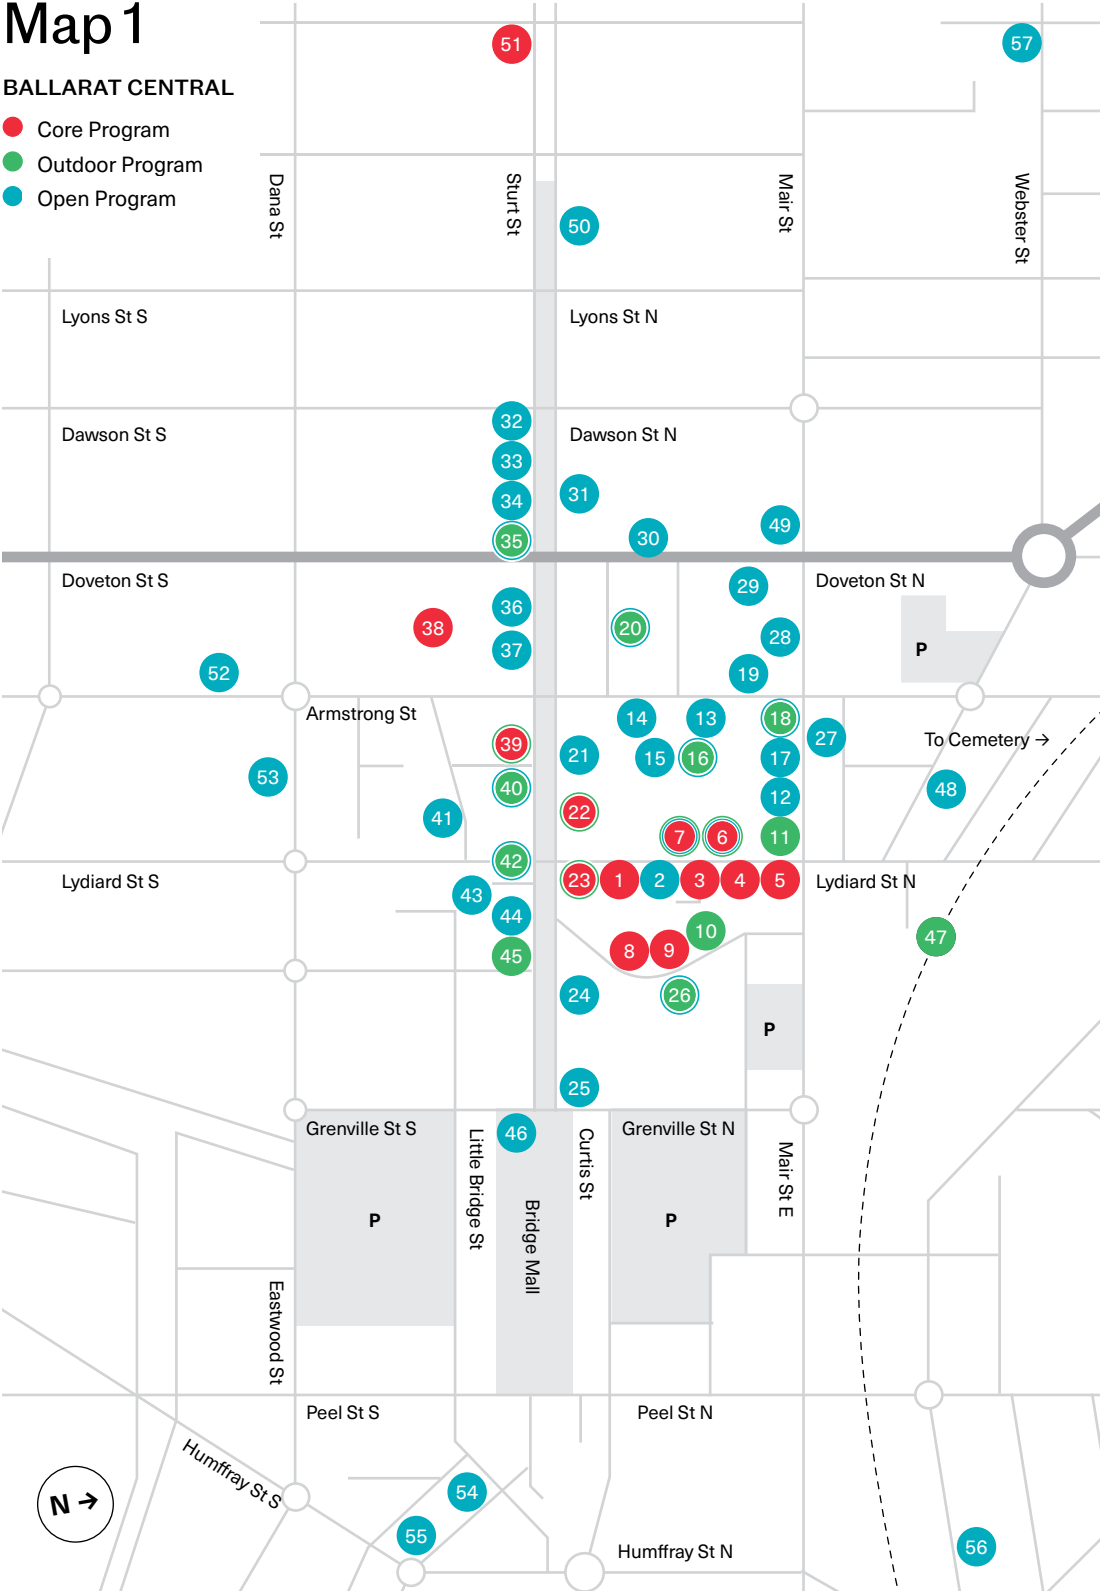 Map 1
BALLARAT CENTRAL
Core Program
Outdoor Program
Open Program
51
57
Dana St
Sturt St
Mair St
Webster St
50
Lyons St S
Lyons St N
32
Dawson St S
Dawson St N
33
34
31
35
30
49
Doveton St S
Doveton St N
29
36
38
20
28
37
P
52
19
Armstrong St
14
13
18
39
21
15
16
17
27
To Cemetery →
53
40
12
48
41
22
7
6
11
42
Lydiard St S
23
1
2
3
4
5
Lydiard St N
43
44
10
47
45
8
9
24
26
P
25
Grenville St S
46
Grenville St N
Little Bridge St
Curtis St
Mair St E
P
Bridge Mall
P
Eastwood St
Peel St S
Peel St N
Humffray St S
N →
54
55
Humffray St N
56